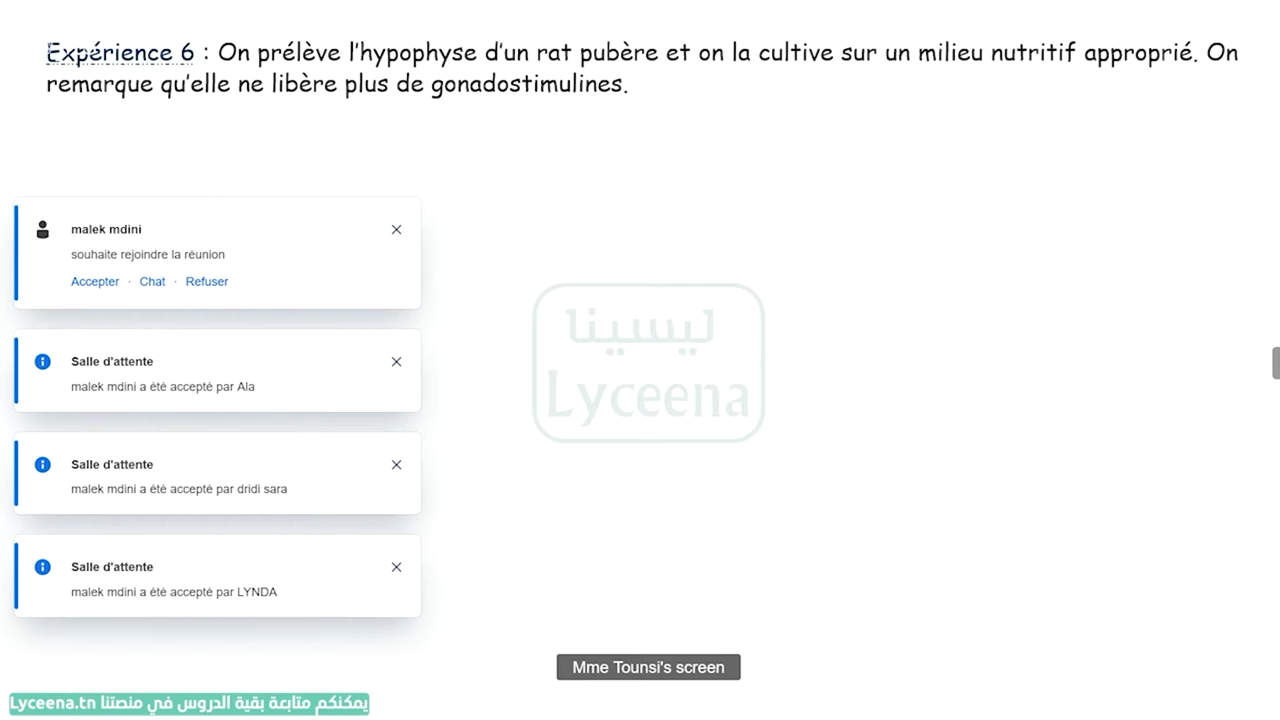 Expérience 6 : On prélève l'hypophyse d'un rat pubère et on la cultive sur un milieu nutritif approprié. On
remarque qu'elle ne libère plus de gonadostimulines.
malek mdini
souhaite rejoindre la réunion
Accepter · Chat · Refuser
Salle d'attente
malek mdini a été accepté par Ala
Salle d'attente
malek mdini a été accepté par dridi sara
Salle d'attente
malek mdini a été accepté par LYNDA
ليسينا
Lyceena
Mme Tounsi's screen
يمكنكم متابعة بقية الدروس في منصتنا Lyceena.tn